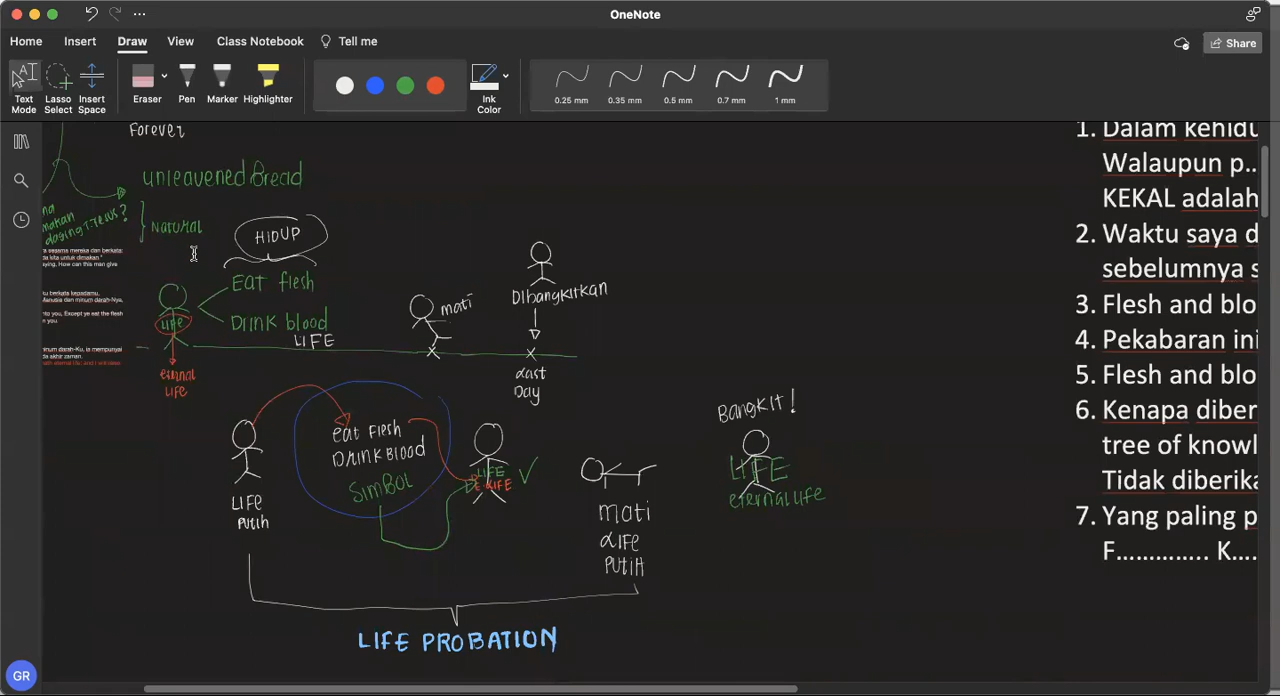 OneNote
Home Insert Draw View Class Notebook Tell me
Share
Text Mode
Lasso Select
Insert Space
Eraser
Pen
Marker
Highlighter
Ink Color
0.25 mm
0.35 mm
0.5 mm
0.7 mm
1 mm
Forever
unleavened Bread
makan
daging TUHAN?
Natural
HIDUP
Eat flesh
Drink blood
LIFE
LIFE
eternal
LIFE
mati
DIbangkitkan
Last
Day
eat Flesh
Drink Blood
SIMBOL
LIFE
PUTIH
LIFE
E-LIFE
mati
LIFE
PUTIH
BangKIT!
LIFE
eternal life
LIFE PROBATION
1. Dalam kehidu
Walaupun p..
KEKAL adalah
2. Waktu saya d
sebelumnya s
3. Flesh and blo
4. Pekabaran ini
5. Flesh and blo
6. Kenapa diber
tree of knowl
Tidak diberika
7. Yang paling p
F............. K....
GR